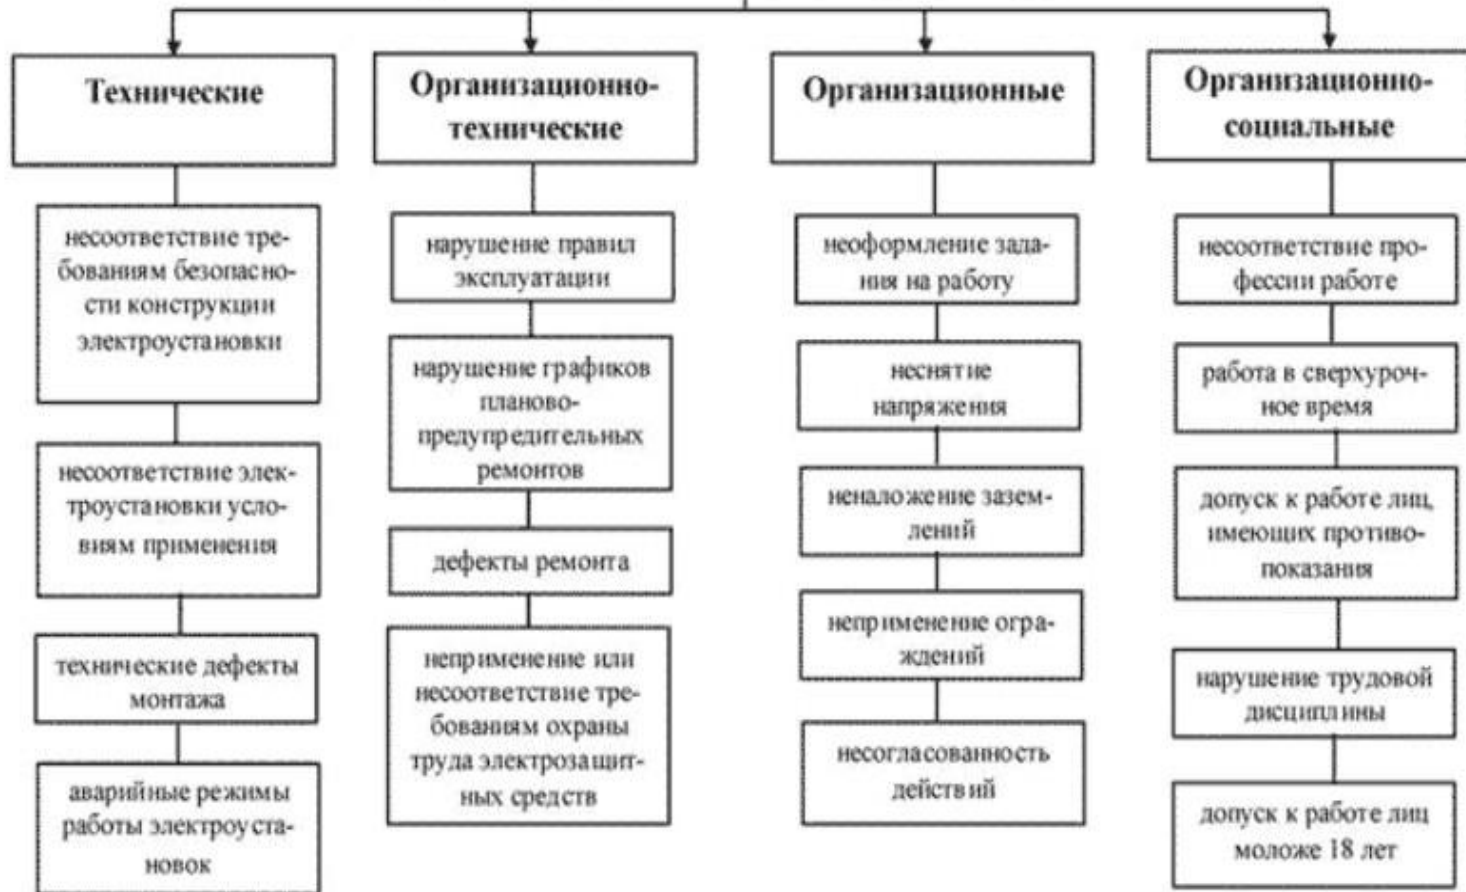 Технические
несоответствие тре-
бованиям безопасно-
сти конструкции
электроустановки
несоответствие элек-
троустановки усло-
виям применения
технические дефекты
монтажа
аварийные режимы
работы электроуста-
новок
Организационно-
технические
нарушение правил
эксплуатации
нарушение графиков
планово-
предупредительных
ремонтов
дефекты ремонта
неприменение или
несоответствие тре-
бованиям охраны
труда электрозащит-
ных средств
Организационные
неоформление зада-
ния на работу
неснятие
напряжения
неналожение зазем-
лений
неприменение огра-
ждений
несогласованность
действий
Организационно-
социальные
несоответствие про-
фессии работе
работа в сверхуроч-
ное время
допуск к работе лиц,
имеющих противо-
показания
нарушение трудовой
дисциплины
допуск к работе лиц
моложе 18 лет